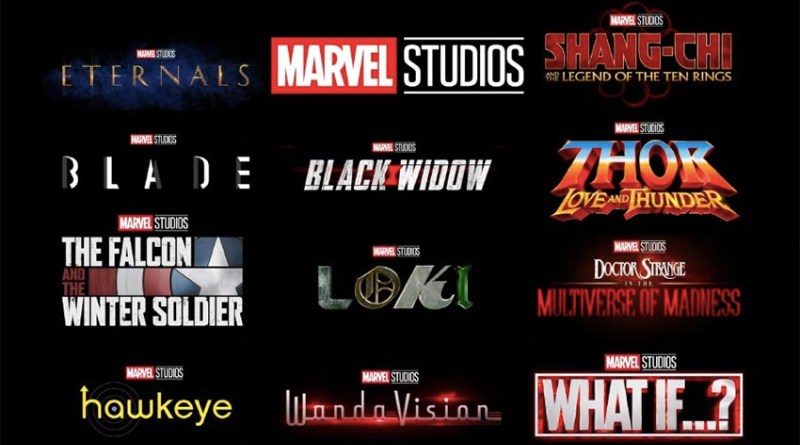 MARVEL STUDIOS
ETERNALS
MARVEL STUDIOS
MARVEL STUDIOS
SHANG-CHI
AND THE LEGEND OF THE TEN RINGS
MARVEL STUDIOS
BLADE
MARVEL STUDIOS
BLACK WIDOW
MARVEL STUDIOS
THOR
LOVE AND THUNDER
MARVEL STUDIOS
THE FALCON
AND
THE
WINTER SOLDIER
MARVEL STUDIOS
LOKI
MARVEL STUDIOS
DOCTOR STRANGE
IN THE
MULTIVERSE OF MADNESS
MARVEL STUDIOS
hawkeye
MARVEL STUDIOS
WandaVision
MARVEL STUDIOS
WHAT IF...?